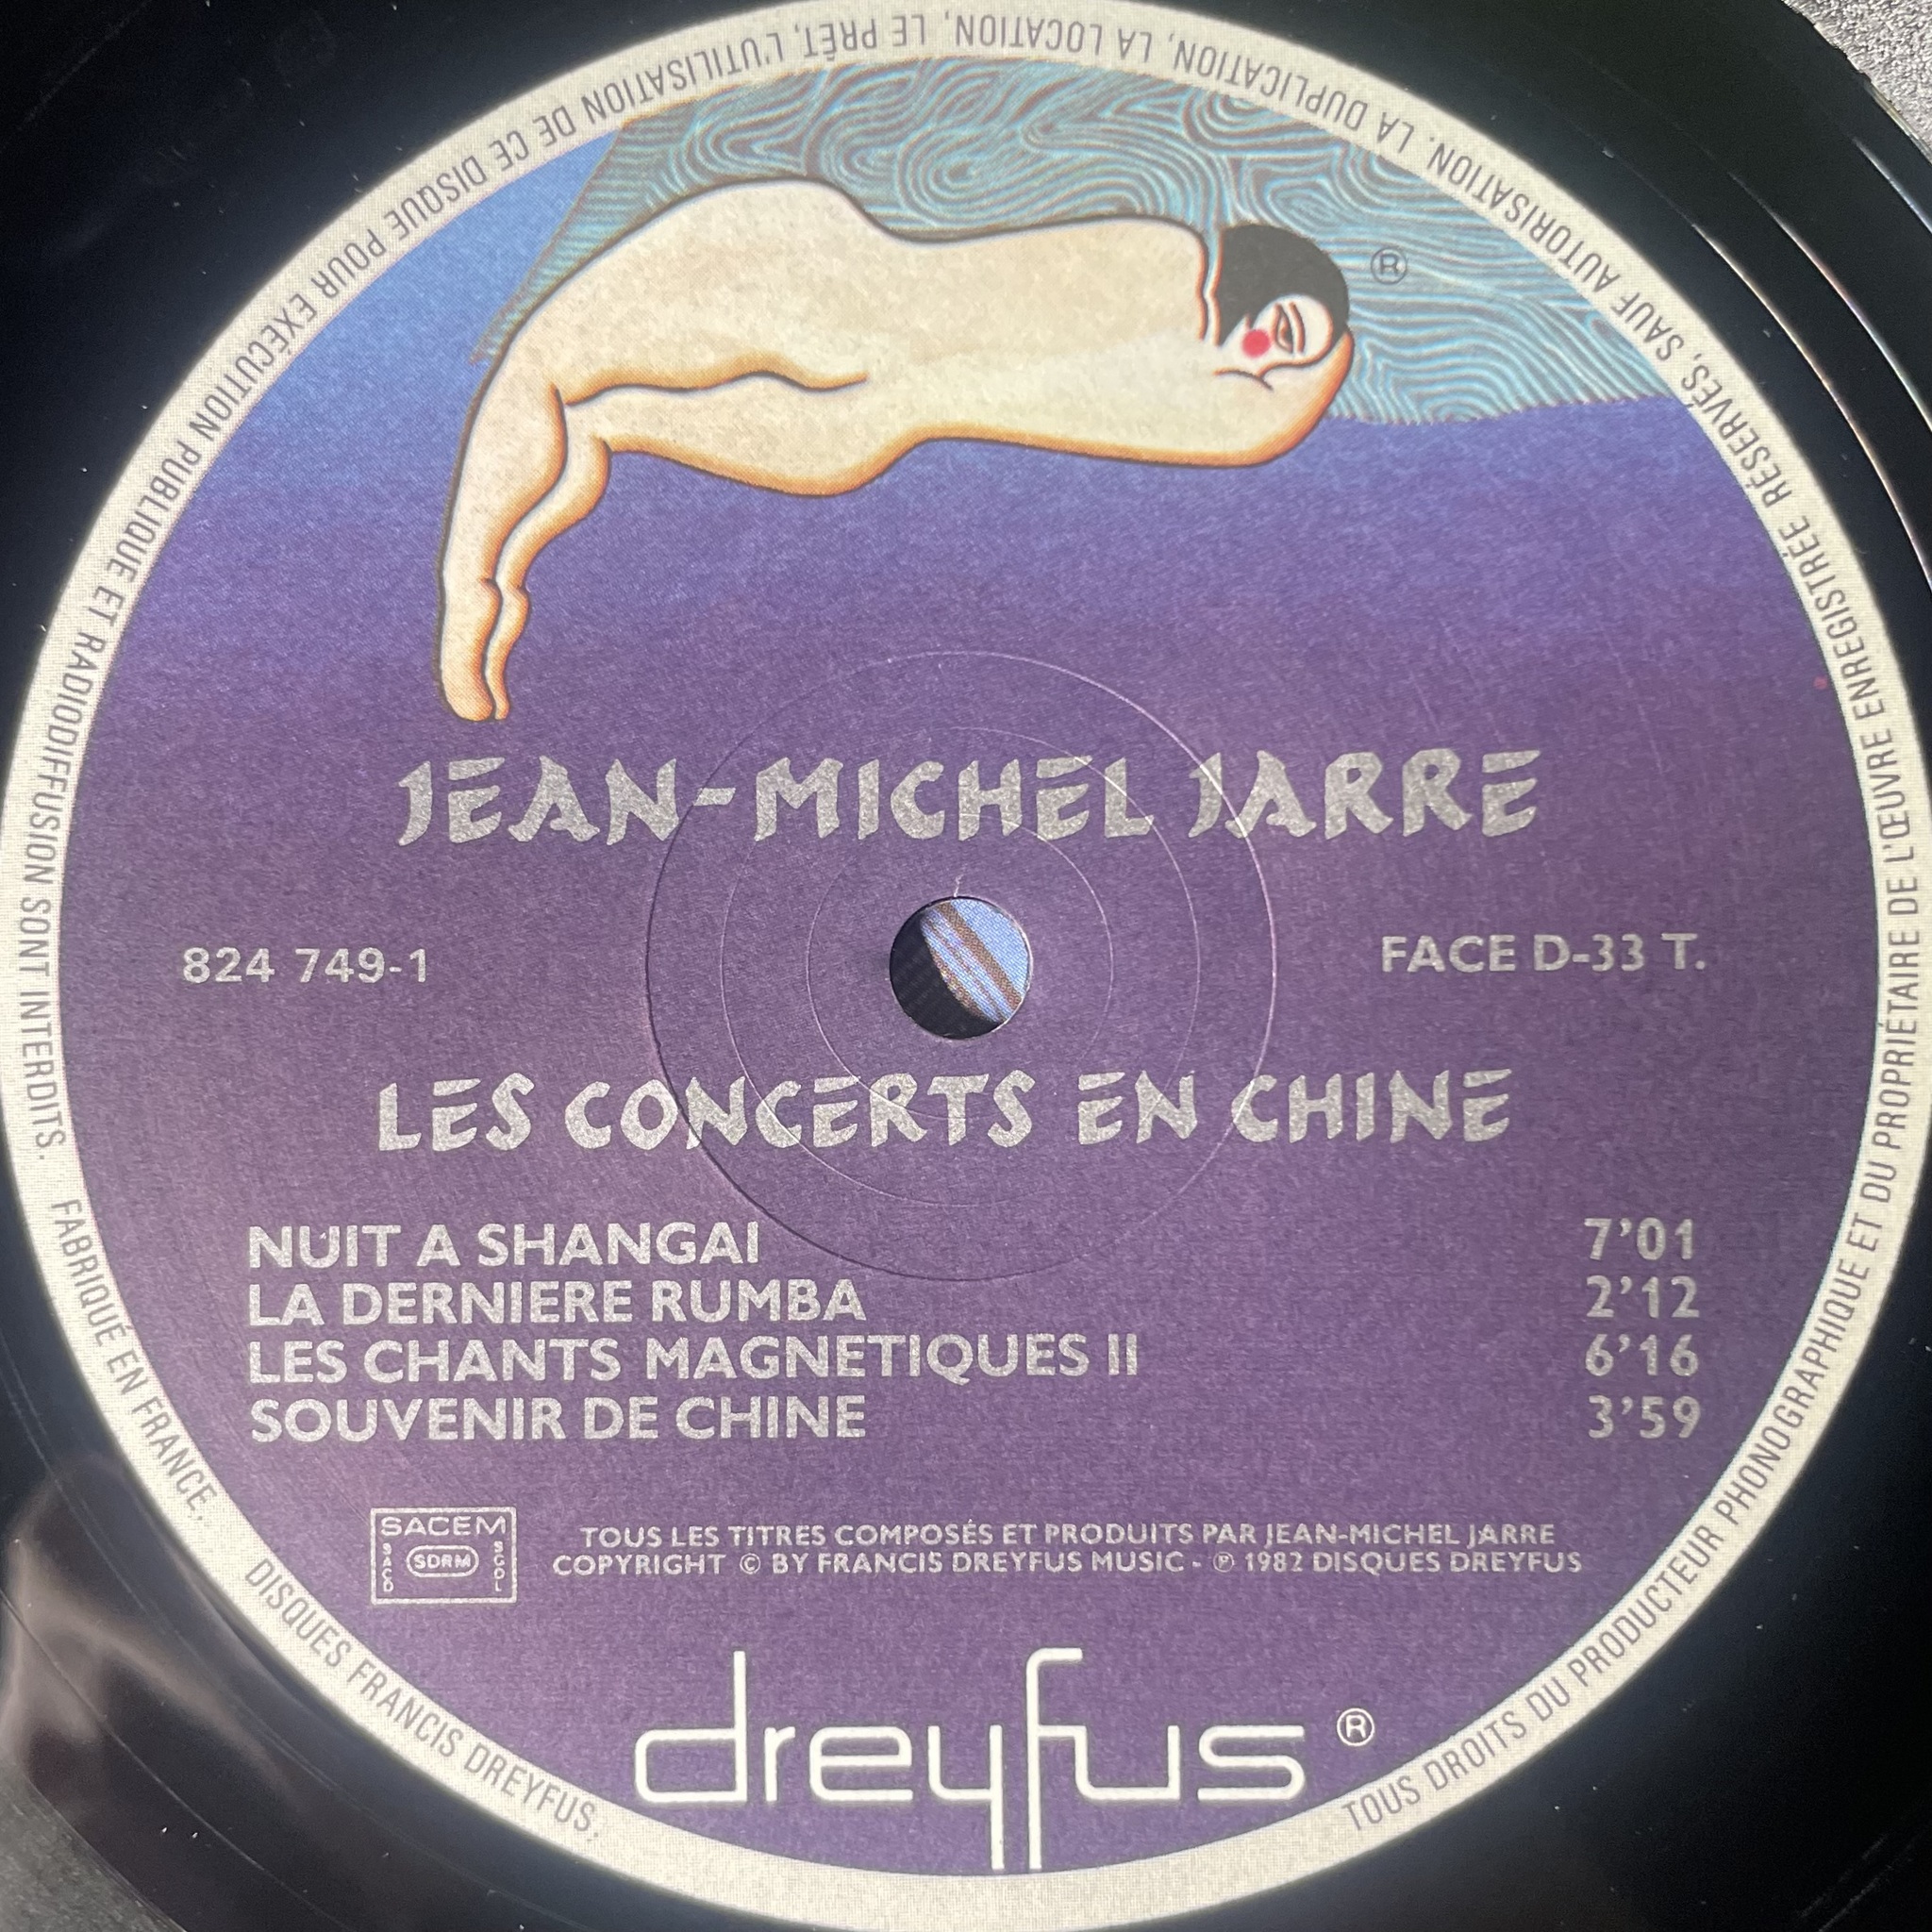 ®
JEAN-MICHEL JARRE
824 749-1
FACE D-33 T.
LES CONCERTS EN CHINE
NUIT A SHANGAI 7'01
LA DERNIERE RUMBA 2'12
LES CHANTS MAGNETIQUES II 6'16
SOUVENIR DE CHINE 3'59
SACEM
SACD
SDRM
SGDL
TOUS LES TITRES COMPOSÉS ET PRODUITS PAR JEAN-MICHEL JARRE
COPYRIGHT © BY FRANCIS DREYFUS MUSIC - ℗ 1982 DISQUES DREYFUS
dreyfus ®
TOUS DROITS DU PRODUCTEUR PHONOGRAPHIQUE ET DU PROPRIÉTAIRE DE L'ŒUVRE ENREGISTRÉE RÉSERVÉS, SAUF AUTORISATION. LA DUPLICATION, LA LOCATION, LE PRÊT, L'UTILISATION DE CE DISQUE POUR EXÉCUTION PUBLIQUE ET RADIODIFFUSION SONT INTERDITS. FABRIQUÉ EN FRANCE. DISQUES FRANCIS DREYFUS.